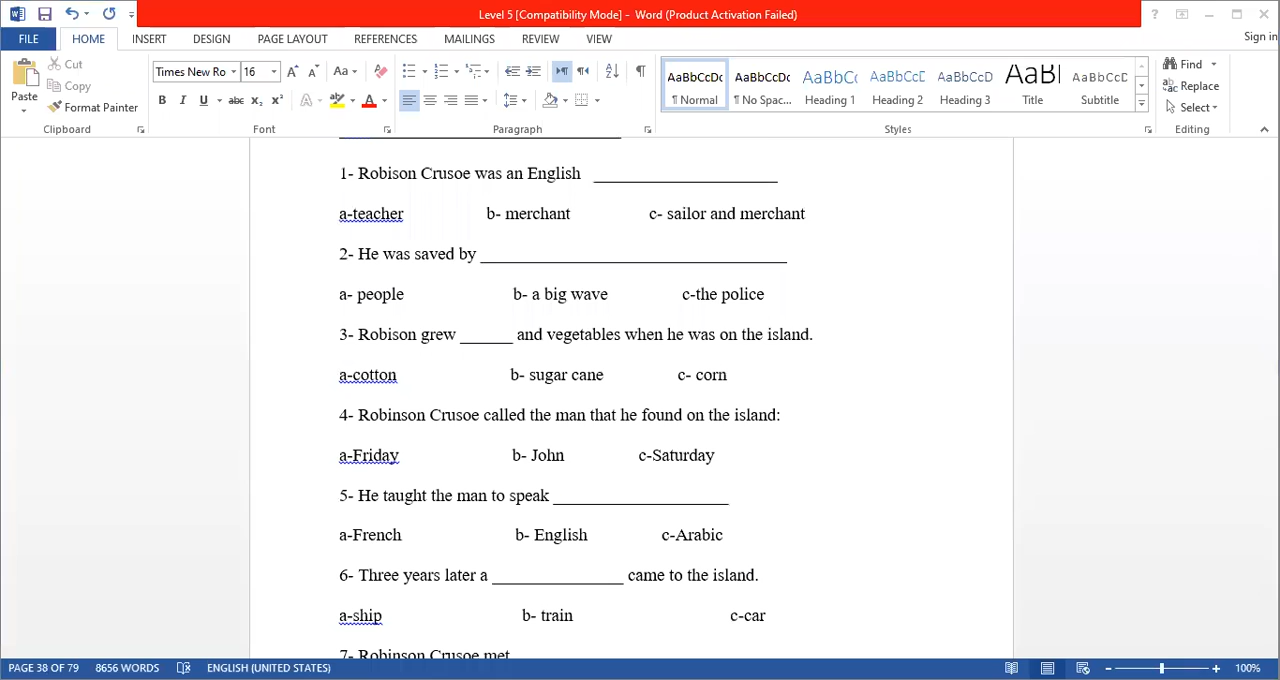 Level 5 [Compatibility Mode] - Word (Product Activation Failed)
FILE HOME INSERT DESIGN PAGE LAYOUT REFERENCES MAILINGS REVIEW VIEW
Sign in
Paste
Cut
Copy
Format Painter
Times New Ro 16
AaBbCcDc AaBbCcDc AaBbCc AaBbCcD AaBbCcD AaBl AaBbCcD
¶ Normal ¶ No Spac... Heading 1 Heading 2 Heading 3 Title Subtitle
Find
Replace
Select
Clipboard Font Paragraph Styles Editing
1- Robison Crusoe was an English ____________________
a-teacher b- merchant c- sailor and merchant
2- He was saved by __________________________________
a- people b- a big wave c-the police
3- Robison grew ______ and vegetables when he was on the island.
a-cotton b- sugar cane c- corn
4- Robinson Crusoe called the man that he found on the island:
a-Friday b- John c-Saturday
5- He taught the man to speak ____________________
a-French b- English c-Arabic
6- Three years later a _______________ came to the island.
a-ship b- train c-car
7- Robinson Crusoe met
PAGE 38 OF 79 8656 WORDS ENGLISH (UNITED STATES) 100%